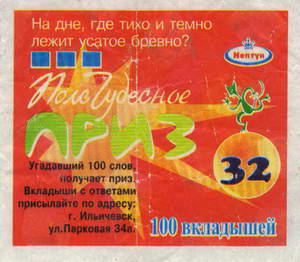 На дне, где тихо и темно
лежит усатое бревно?
Нептун
Поле Чудесное
ПРИЗ
32
Угадавший 100 слов,
получает приз.
Вкладыши с ответами
присылайте по адресу:
г. Ильичевск,
ул.Парковая 34а.
100 вкладышей